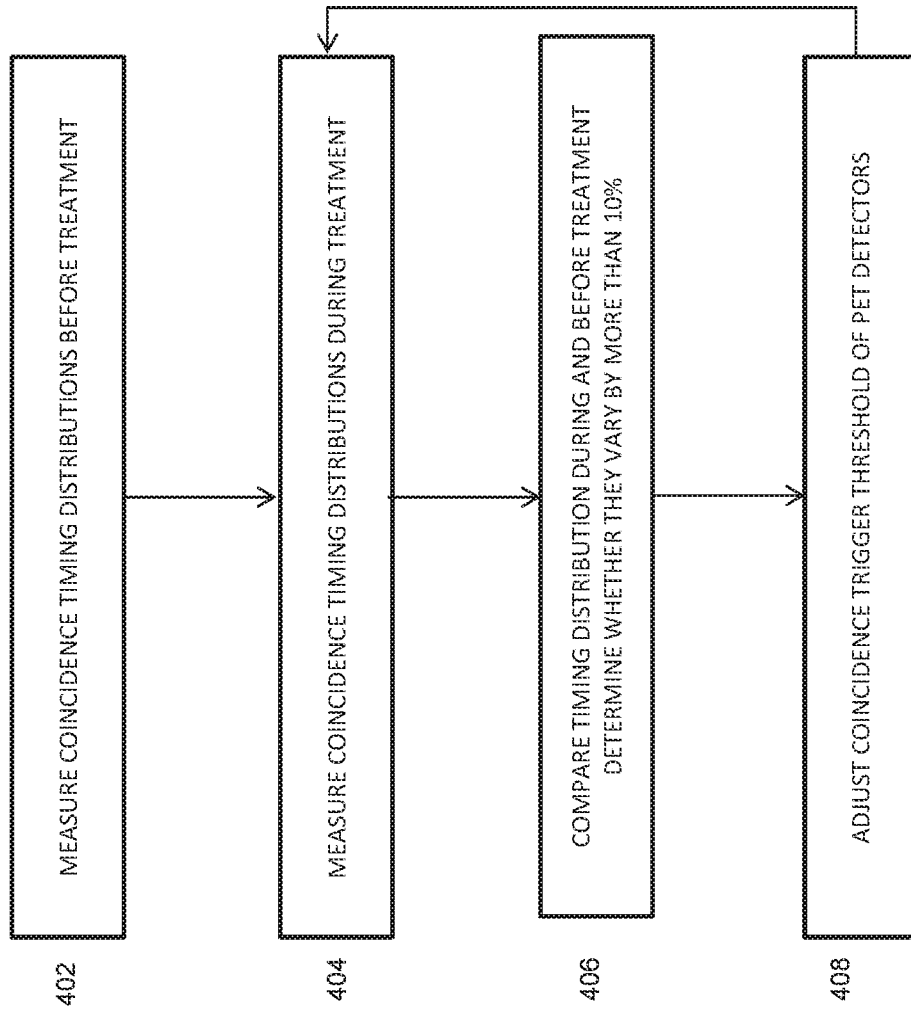 402
MEASURE COINCIDENCE TIMING DISTRIBUTIONS BEFORE TREATMENT
404
MEASURE COINCIDENCE TIMING DISTRIBUTIONS DURING TREATMENT
406
COMPARE TIMING DISTRIBUTION DURING AND BEFORE TREATMENT
DETERMINE WHETHER THEY VARY BY MORE THAN 10%
408
ADJUST COINCIDENCE TRIGGER THRESHOLD OF PET DETECTORS